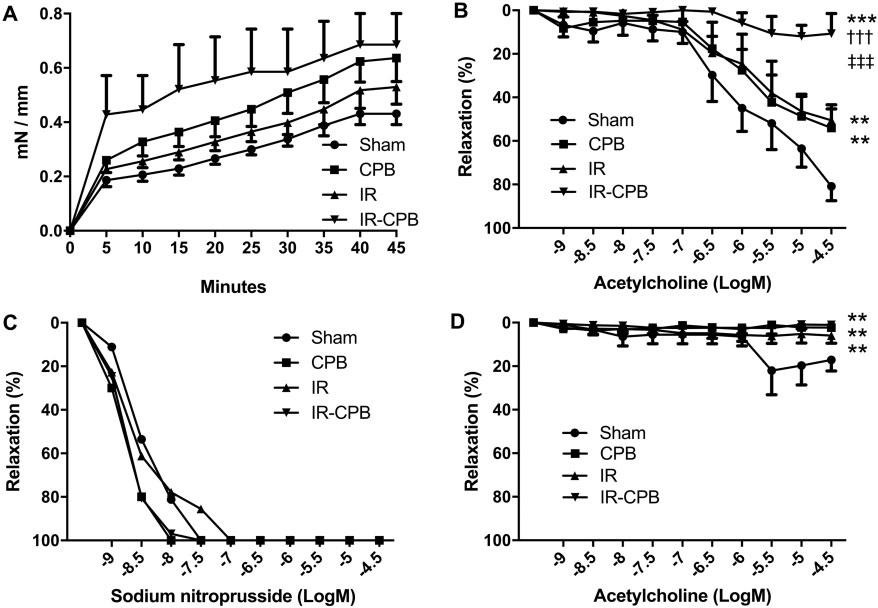 A
0.8
0.6
0.4
0.2
0.0
mN / mm
0 5 10 15 20 25 30 35 40 45
Minutes
Sham
CPB
IR
IR-CPB
B
0
20
40
60
80
100
Relaxation (%)
-9 -8.5 -8 -7.5 -7 -6.5 -6 -5.5 -5 -4.5
Acetylcholine (LogM)
Sham
CPB
IR
IR-CPB
***
†††
‡‡‡
**
**
C
0
20
40
60
80
100
Relaxation (%)
-9 -8.5 -8 -7.5 -7 -6.5 -6 -5.5 -5 -4.5
Sodium nitroprusside (LogM)
Sham
CPB
IR
IR-CPB
D
0
20
40
60
80
100
Relaxation (%)
-9 -8.5 -8 -7.5 -7 -6.5 -6 -5.5 -5 -4.5
Acetylcholine (LogM)
Sham
CPB
IR
IR-CPB
**
**
**